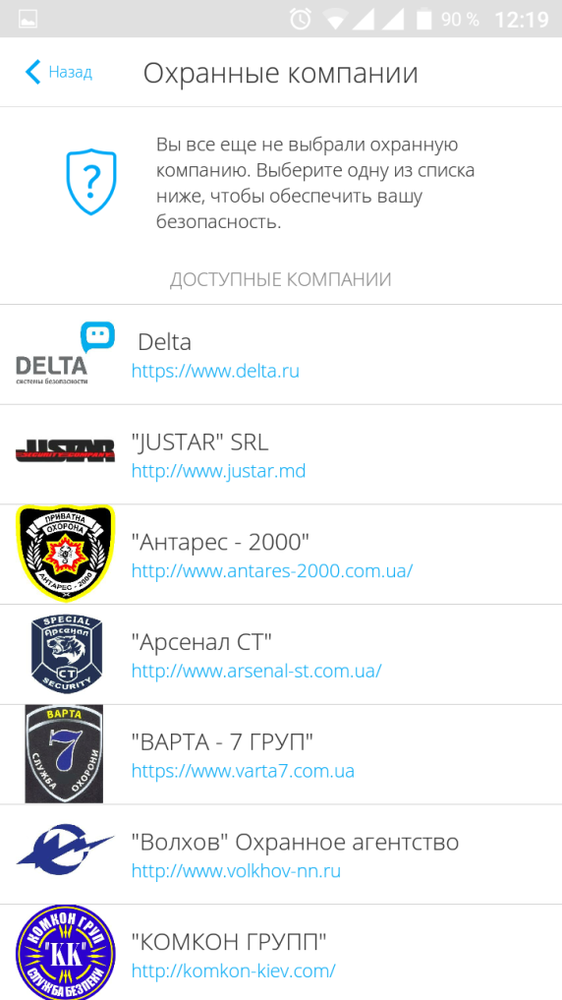 90 % 12:19
Назад Охранные компании
?
Вы все еще не выбрали охранную
компанию. Выберите одну из списка
ниже, чтобы обеспечить вашу
безопасность.
ДОСТУПНЫЕ КОМПАНИИ
DELTA
системы безопасности
Delta
https://www.delta.ru
JUSTAR
SECURITY COMPANY
"JUSTAR" SRL
http://www.justar.md
ПРИВАТНА
ОХОРОНА
АНТАРЕС - 2000
"Антарес - 2000"
http://www.antares-2000.com.ua/
SPECIAL
Арсенал
СТ
SECURITY
"Арсенал СТ"
http://www.arsenal-st.com.ua/
ВАРТА
7
СЛУЖБА ОХОРОНИ
"ВАРТА - 7 ГРУП"
https://www.varta7.com.ua
"Волхов" Охранное агентство
http://www.volkhov-nn.ru
КОМКОН ГРУП
"КК"
СЛУЖБА БЕЗПЕКИ
"КОМКОН ГРУПП"
http://komkon-kiev.com/